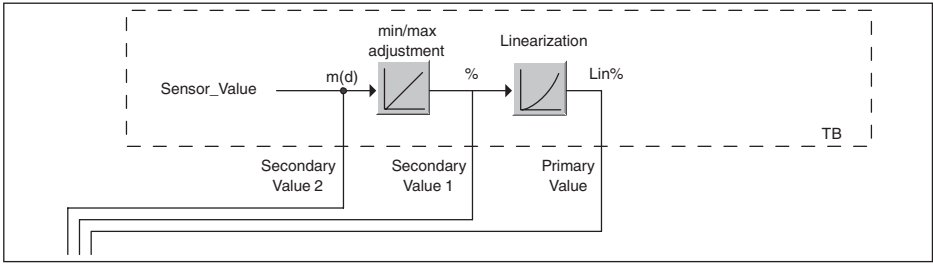 min/max
adjustment
Linearization
Sensor_Value
m(d)
%
Lin%
TB
Secondary
Value 2
Secondary
Value 1
Primary
Value